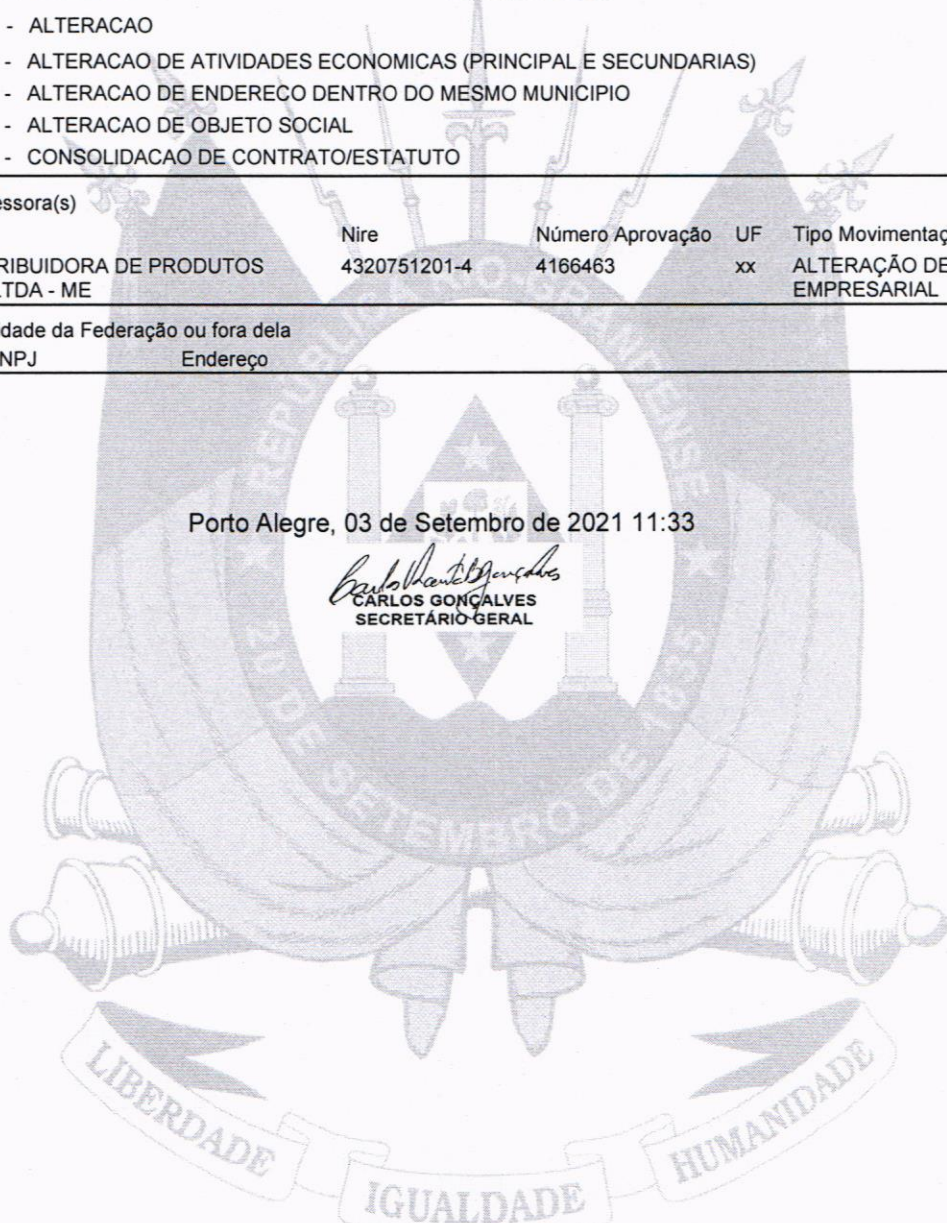 - ALTERACAO
- ALTERACAO DE ATIVIDADES ECONOMICAS (PRINCIPAL E SECUNDARIAS)
- ALTERACAO DE ENDERECO DENTRO DO MESMO MUNICIPIO
- ALTERACAO DE OBJETO SOCIAL
- CONSOLIDACAO DE CONTRATO/ESTATUTO
essora(s)
Nire Número Aprovação UF Tipo Movimentaç
RIBUIDORA DE PRODUTOS 4320751201-4 4166463 xx ALTERAÇÃO DE
LTDA - ME EMPRESARIAL
dade da Federação ou fora dela
NPJ Endereço
REPÚBLICA RIO-GRANDENSE
Porto Alegre, 03 de Setembro de 2021 11:33
CARLOS GONÇALVES
SECRETÁRIO GERAL
20 DE SETEMBRO DE 1835
LIBERDADE IGUALDADE HUMANIDADE